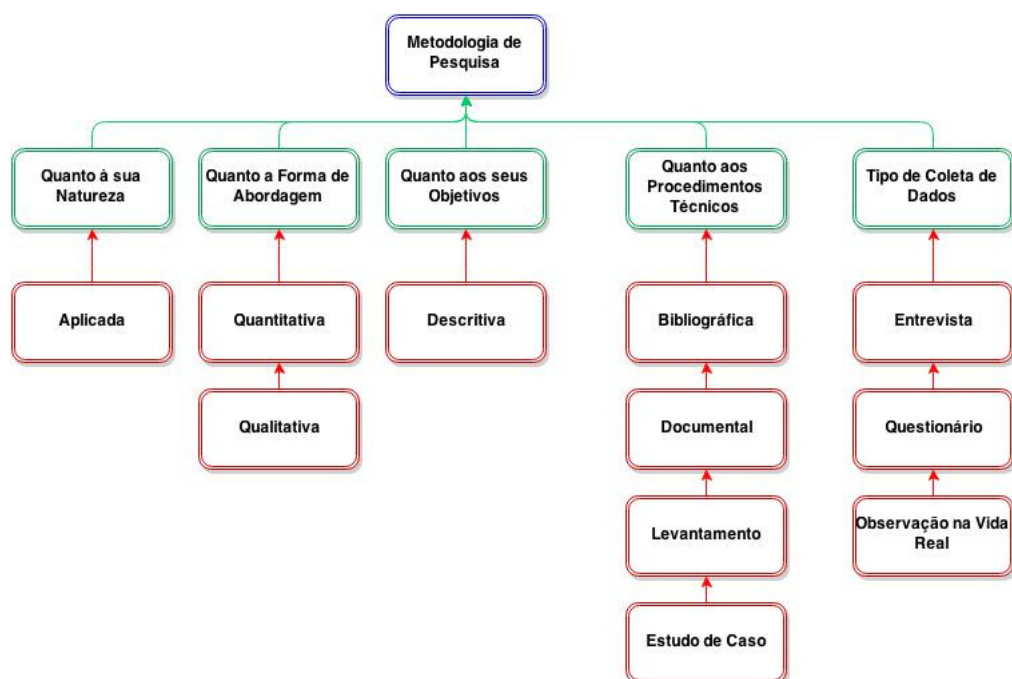 Metodologia de
Pesquisa
Quanto à sua
Natureza
Quanto a Forma de
Abordagem
Quanto aos seus
Objetivos
Quanto aos
Procedimentos
Técnicos
Tipo de Coleta de
Dados
Aplicada
Quantitativa
Descritiva
Bibliográfica
Entrevista
Qualitativa
Documental
Questionário
Levantamento
Observação na Vida
Real
Estudo de Caso